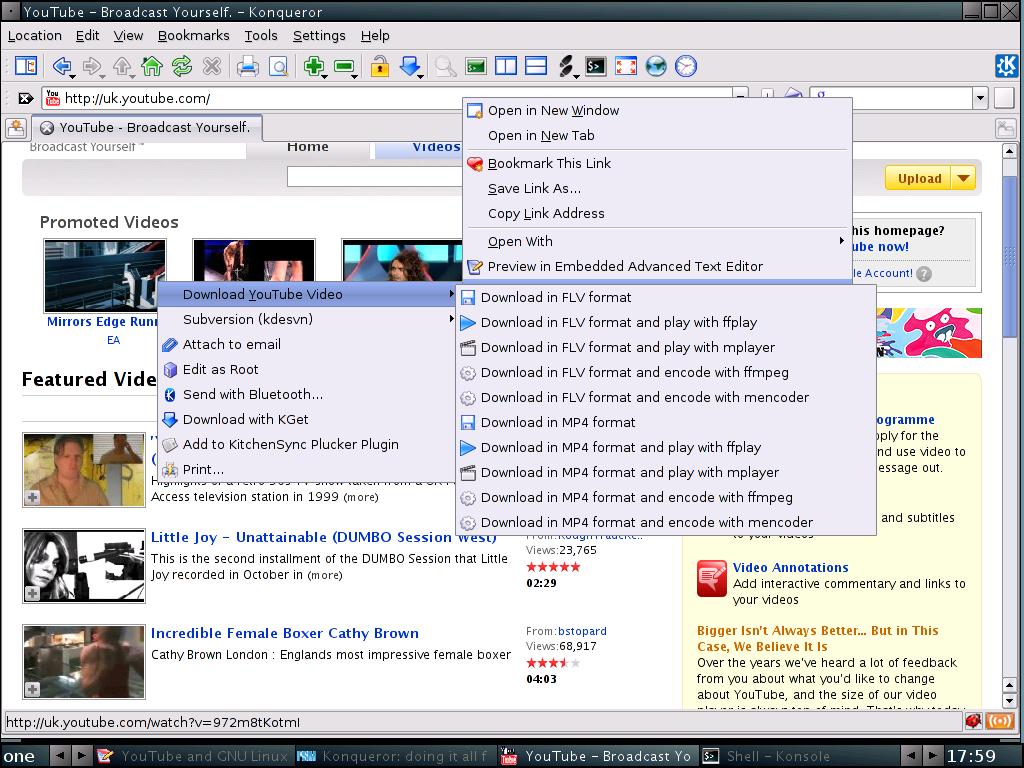 YouTube - Broadcast Yourself. - Konqueror
Location Edit View Bookmarks Tools Settings Help
http://uk.youtube.com/
YouTube - Broadcast Yourself.
Broadcast Yourself ™
Home
Videos
Upload
Open in New Window
Open in New Tab
Bookmark This Link
Save Link As...
Copy Link Address
Open With
Preview in Embedded Advanced Text Editor
Promoted Videos
his homepage?
ube now!
le Account!
Mirrors Edge Runn
EA
Download YouTube Video
Subversion (kdesvn)
Attach to email
Edit as Root
Send with Bluetooth...
Download with KGet
Add to KitchenSync Plucker Plugin
Print...
Download in FLV format
Download in FLV format and play with ffplay
Download in FLV format and play with mplayer
Download in FLV format and encode with ffmpeg
Download in FLV format and encode with mencoder
Download in MP4 format
Download in MP4 format and play with ffplay
Download in MP4 format and play with mplayer
Download in MP4 format and encode with ffmpeg
Download in MP4 format and encode with mencoder
Featured Vide
Access television station in 1999 (more)
Little Joy - Unattainable (DUMBO Session West)
This is the second installment of the DUMBO Session that Little
Joy recorded in October in (more)
Views:23,765
02:29
Incredible Female Boxer Cathy Brown
Cathy Brown London : Englands most impressive female boxer
From:bstopard
Views:68,917
04:03
ogramme
pply for the
nd use video to
essage out.
and subtitles
to your videos
Video Annotations
Add interactive commentary and links to
your videos
Bigger Isn't Always Better... But in This
Case, We Believe It Is
Over the years we've heard a lot of feedback
from you about what you'd like to change
about YouTube, and the size of our video
player is always top of mind. That's why today
http://uk.youtube.com/watch?v=972m8tKotmI
one
YouTube and GNU Linux
Konqueror: doing it all f
YouTube - Broadcast Yo
Shell - Konsole
17:59